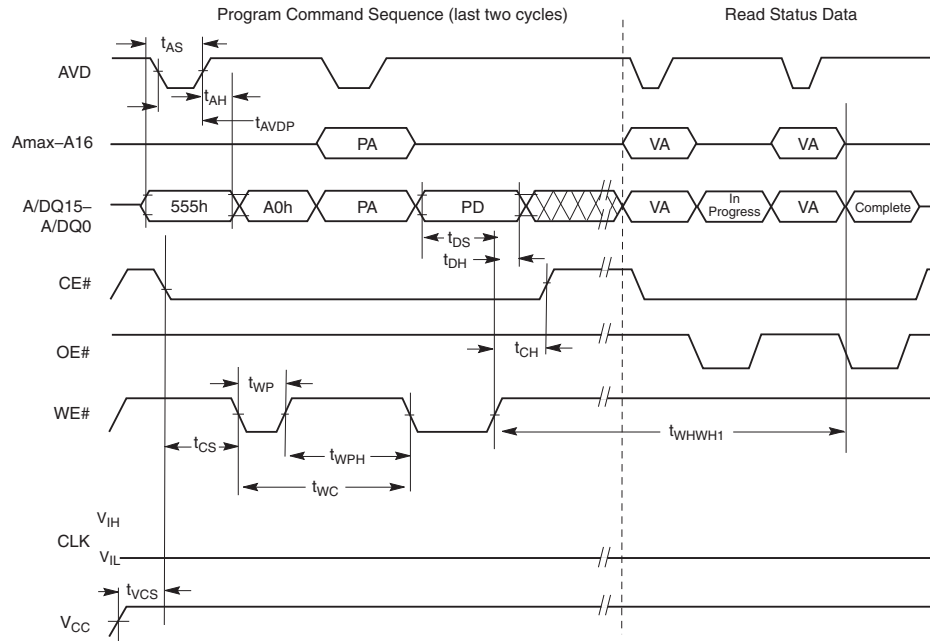 Program Command Sequence (last two cycles)
Read Status Data
tAS
AVD
tAH
tAVDP
Amax–A16
PA
VA
VA
A/DQ15–
A/DQ0
555h
A0h
PA
PD
VA
In
Progress
VA
Complete
tDS
tDH
CE#
OE#
tCH
tWP
WE#
tCS
tWPH
tWHWH1
tWC
VIH
CLK
VIL
tVCS
VCC